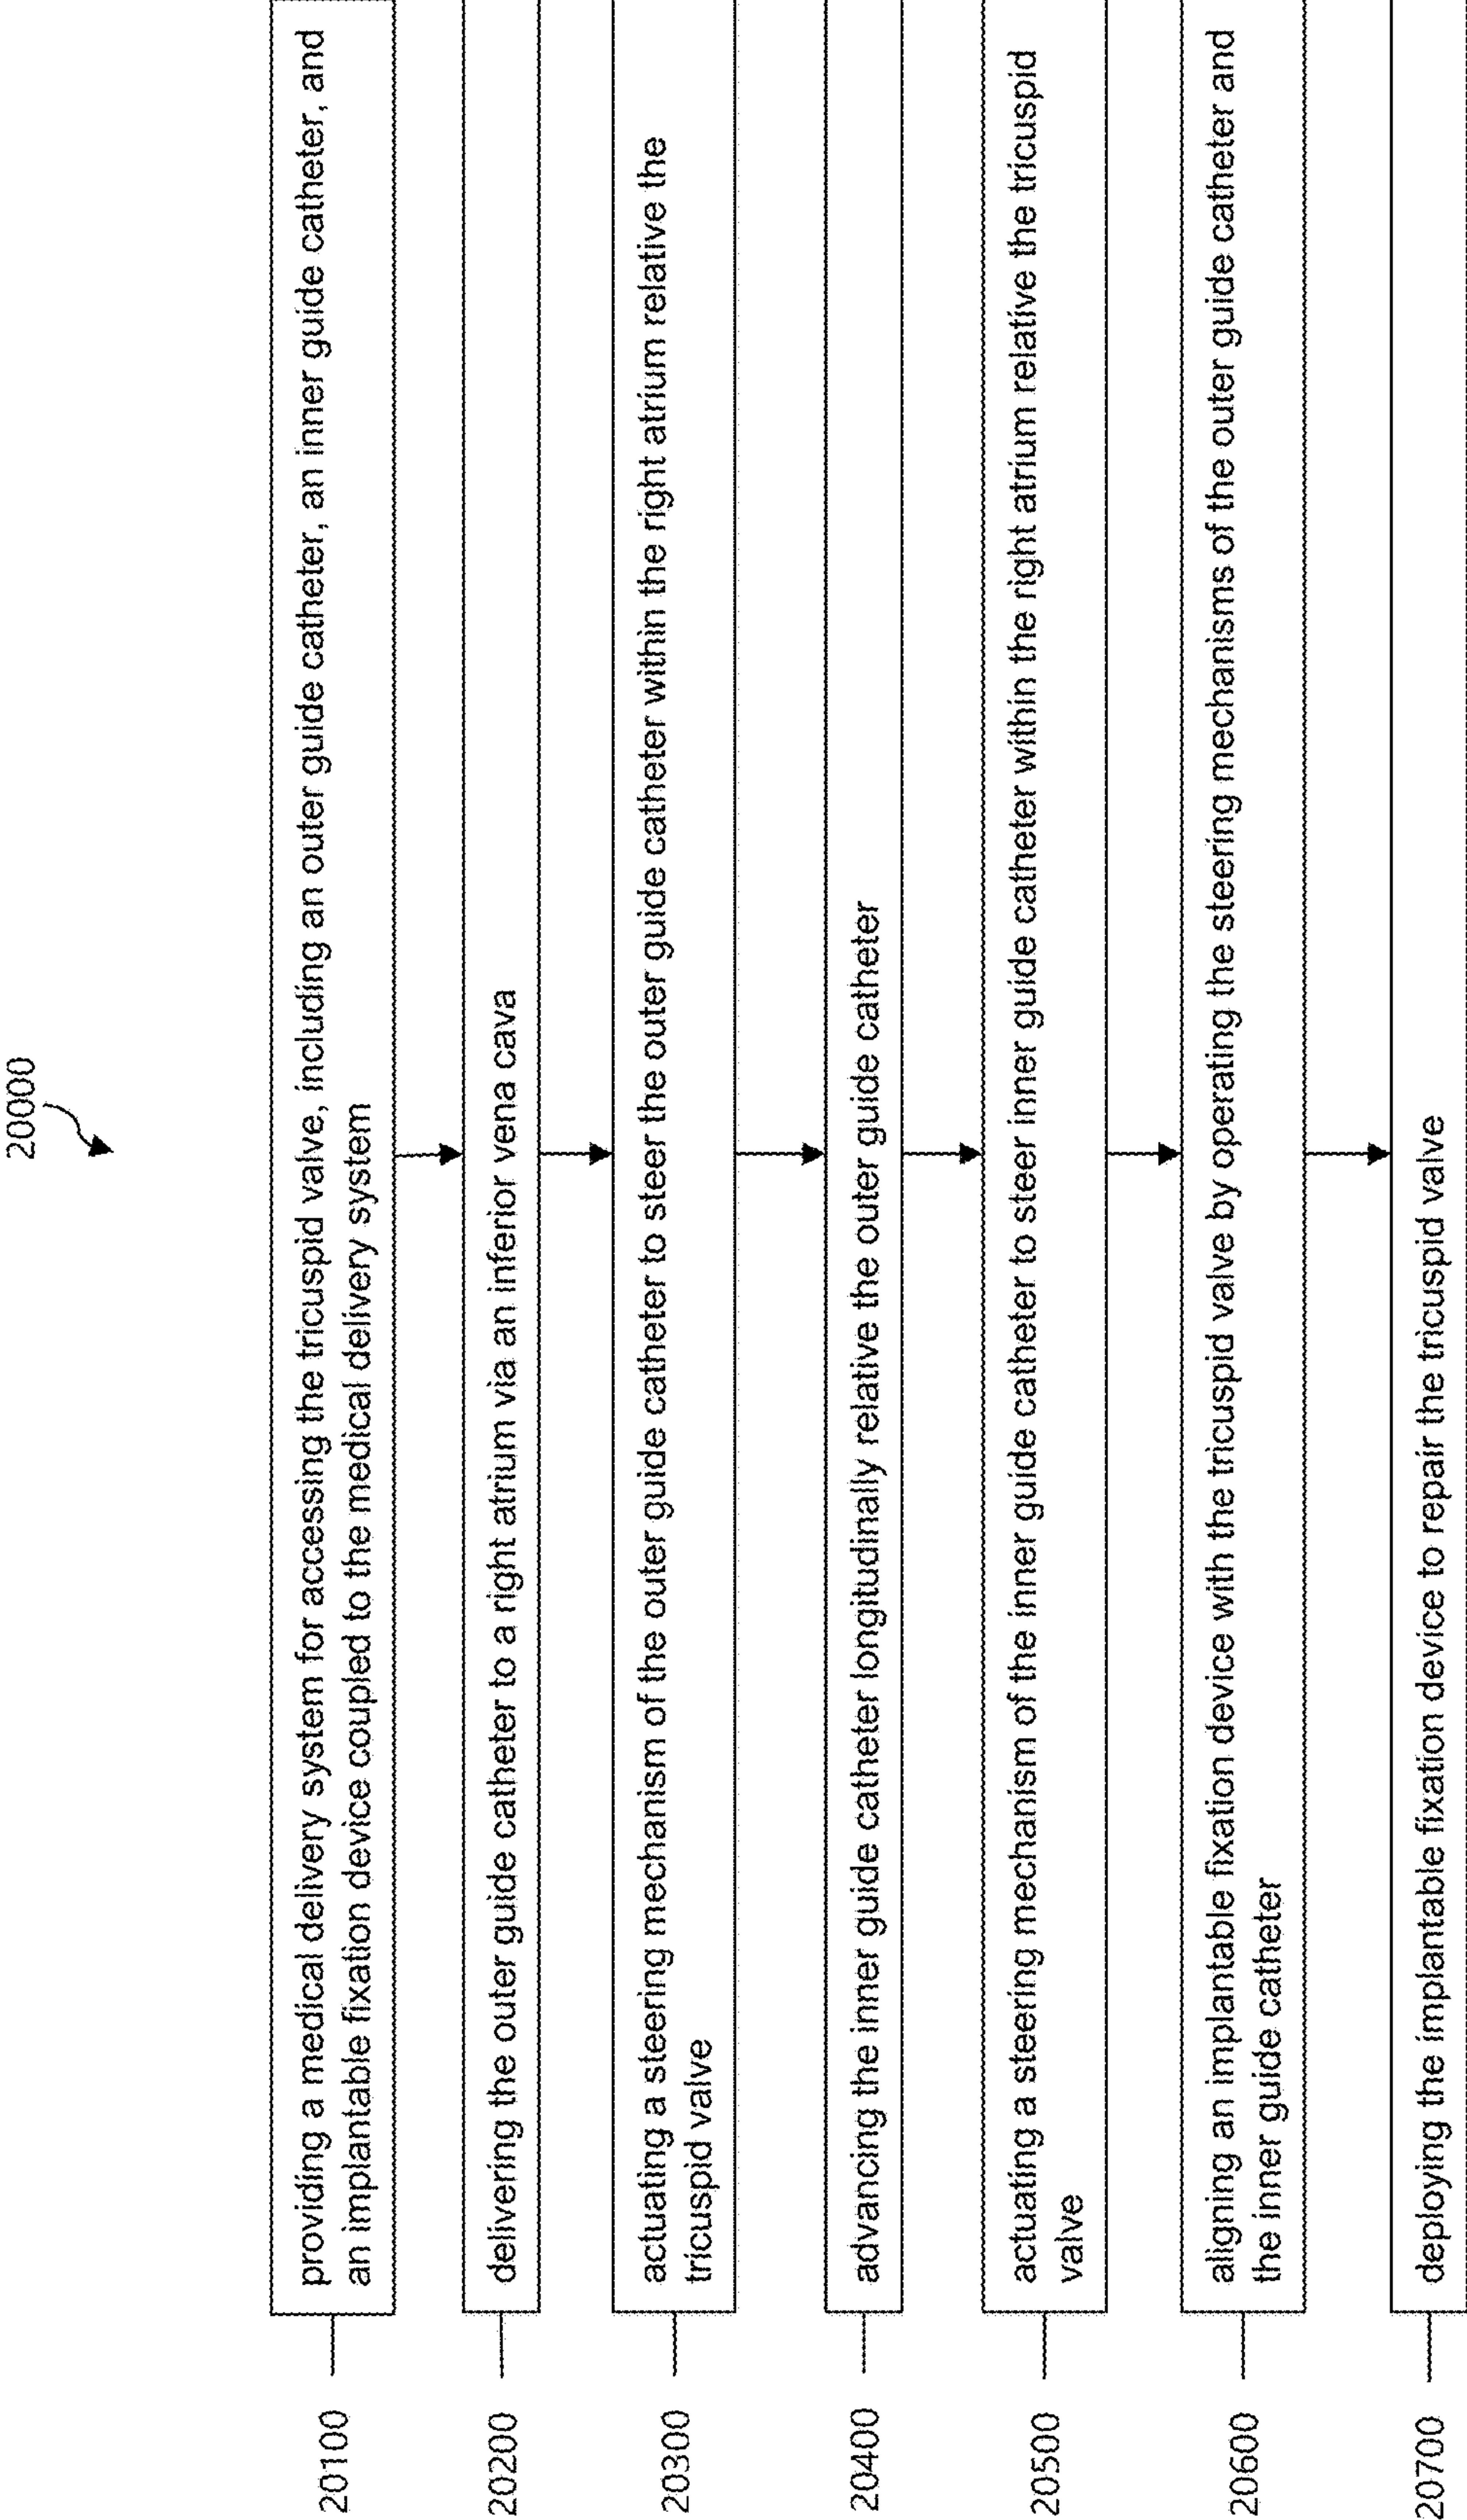 20000
20100
providing a medical delivery system for accessing the tricuspid valve, including an outer guide catheter, an inner guide catheter, and
an implantable fixation device coupled to the medical delivery system
20200
delivering the outer guide catheter to a right atrium via an inferior vena cava
20300
actuating a steering mechanism of the outer guide catheter to steer the outer guide catheter within the right atrium relative the
tricuspid valve
20400
advancing the inner guide catheter longitudinally relative the outer guide catheter
20500
actuating a steering mechanism of the inner guide catheter to steer inner guide catheter within the right atrium relative the tricuspid
valve
20600
aligning an implantable fixation device with the tricuspid valve by operating the steering mechanisms of the outer guide catheter and
the inner guide catheter
20700
deploying the implantable fixation device to repair the tricuspid valve